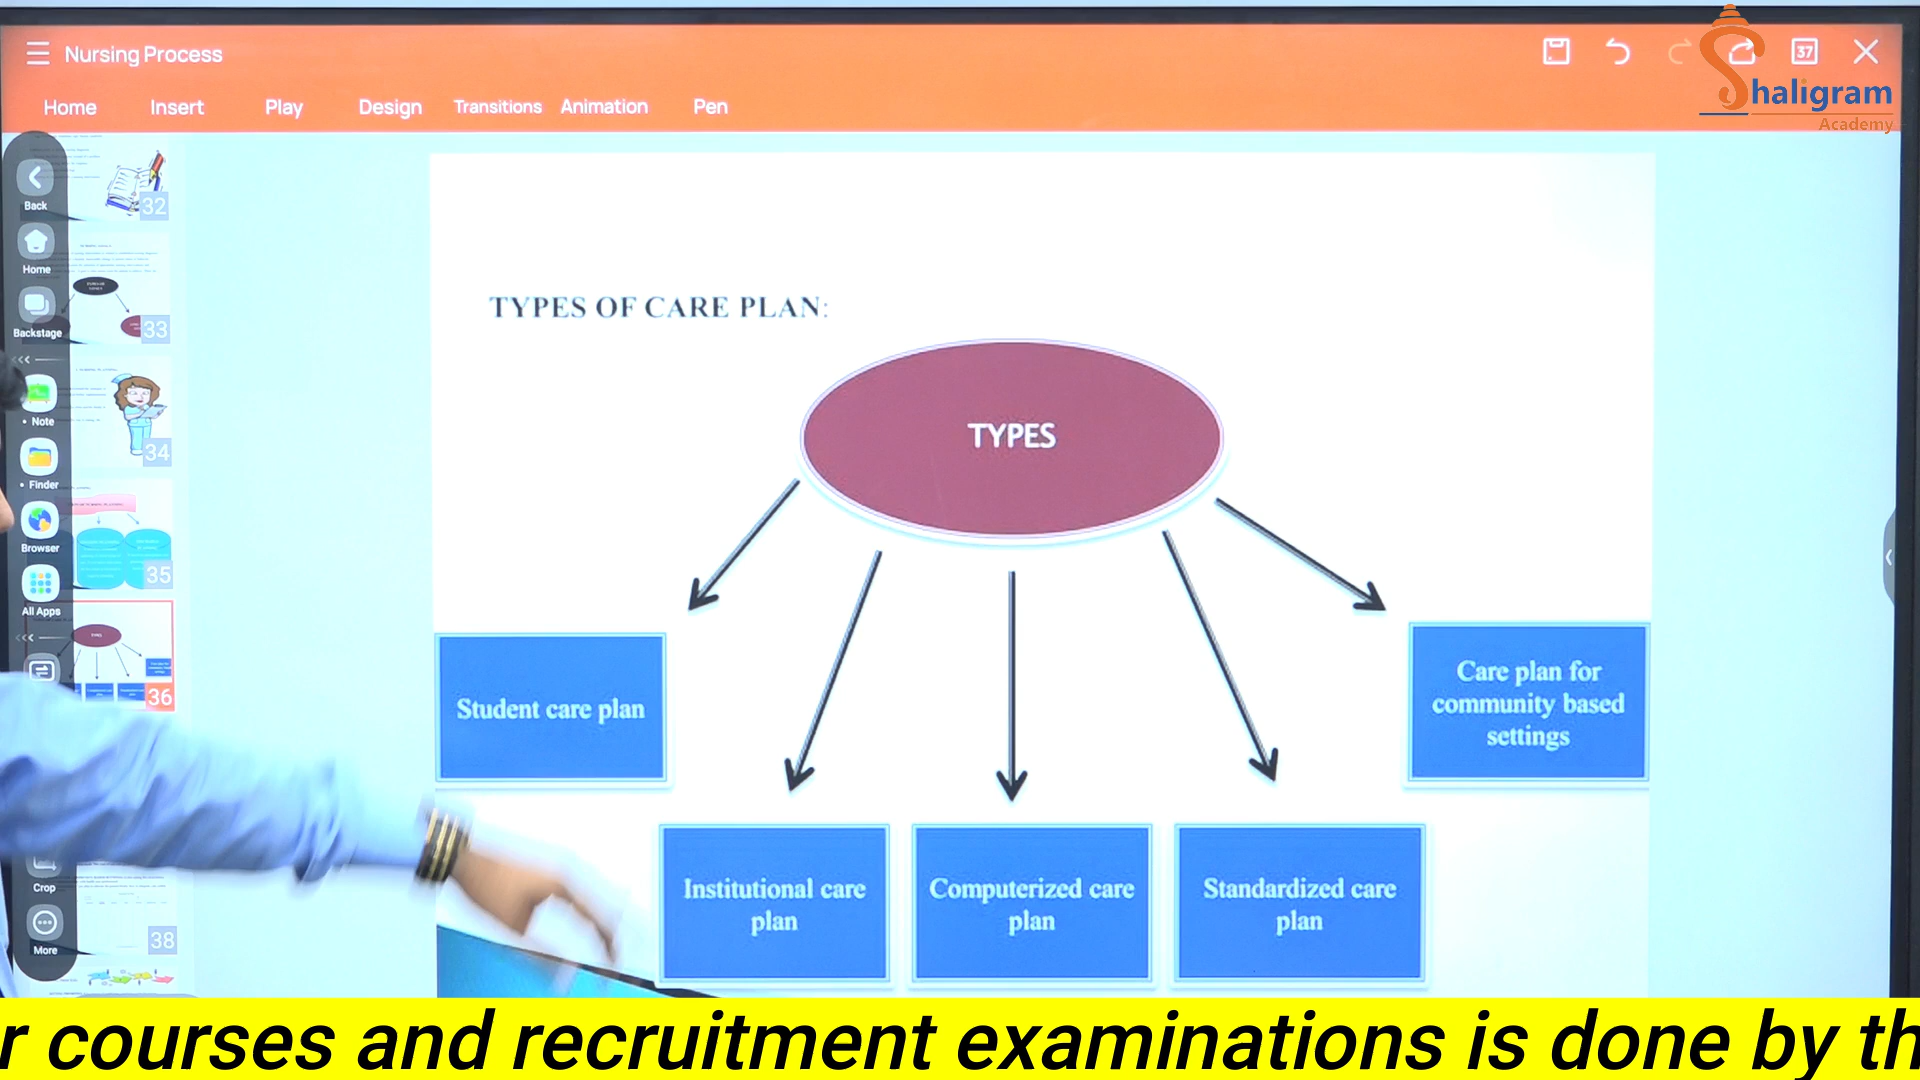 Nursing Process
37
haligram
Academy
Home Insert Play Design Transitions Animation Pen
Back
32
Home
Backstage
33
Note
34
Finder
Browser
35
All Apps
36
Crop
More
38
TYPES OF CARE PLAN:
TYPES
Student care plan
Care plan for
community based
settings
Institutional care
plan
Computerized care
plan
Standardized care
plan
r courses and recruitment examinations is done by th